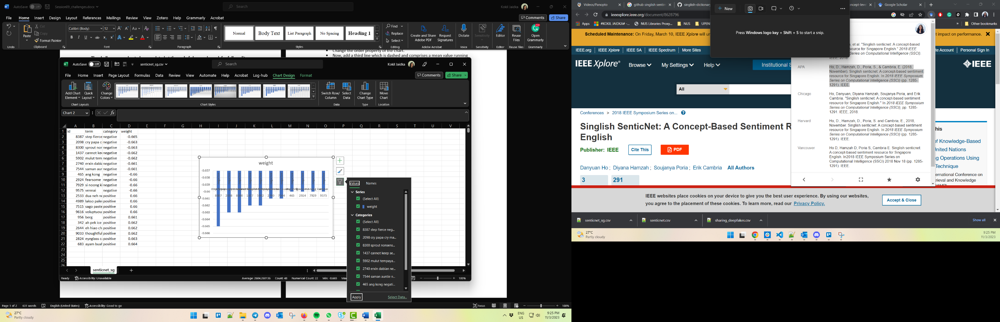 AutoSave Off Session09_challenges.docx
Search
Kokil Jaidka
File Home Insert Design Layout References Mailings Review View Zotero Help Grammarly Acrobat
Comments Share
Paste Cut Copy Format Painter
Calibri (Body) 12
Normal Body Text List Paragraph No Spacing Heading 1
Find Replace Select
Create and Share Adobe PDF Request Signatures Dictate Sensitivity Editor Reuse Files Open Grammarly
Undo Clipboard Font Paragraph Styles Editing Adobe Acrobat Voice Sensitivity Editor Reuse Files Grammarly
Change the order property of the chart.
Now, add a third line which is dashed and comprises a mean value running
AutoSave Off senticnet_sg.csv
Search
Kokil Jaidka
File Home Insert Page Layout Formulas Data Review View Automate Help Acrobat Log-hub Chart Design Format
Comments Share
Add Chart Element Quick Layout Change Colors Switch Row/Column Select Data Change Chart Type Move Chart
Chart Layouts Chart Styles Data Type Location
Chart 2
A B C D E F G H I J K L M N O P Q R S T U V
1 id term category weight
2 8387 step fierce negative -0.665
3 2098 cry papa c negative -0.663
4 8300 sprout nor negative -0.663
5 1437 cannot kee negative -0.662
6 5902 mulut tem negative -0.662
7 2740 erxin dabia negative -0.661
8 7544 saman aur negative -0.661
9 465 ang kong negative -0.66
10 2924 fearsome negative -0.66
11 7929 si noong ki negative -0.66
12 9575 vennai negative -0.66
13 2533 dua neh ne positive 0.66
14 4989 lakso pale positive 0.66
15 7515 sago paste positive 0.66
16 9616 voluptuous positive 0.66
17 956 berg positive 0.661
18 342 ah pek ice positive 0.662
19 2644 eh hiao ch positive 0.662
20 9033 thoughtful positive 0.662
21 2824 eyeglass ca positive 0.663
22 683 ayam buah positive 0.664
23
24
25
26
weight
-0.657
-0.658
-0.659
-0.66
-0.661
-0.662
-0.663
-0.664
-0.665
-0.666
8387 2098 8300 1437 5902 2740 7544 465 2924 7929 9575
Values Names
Series
(Select All)
weight
Categories
(Select All)
8387 step fierce neg...
2098 cry papa cry ma...
8300 sprout nonsens...
1437 cannot keep se...
5902 mulut tempaya...
2740 erxin dabian ne...
7544 saman auntie n...
465 ang kong negati...
Apply Select Data...
senticnet_sg
Ready Accessibility: Unavailable Average: 2604.260136 Count: 48 Numerical Count: 22 Min: -0.665 Max
100%
Page 1 of 2 631 words English (United States) Accessibility: Good to go Focus 100%
27°C
Partly cloudy
ENG
US
9:25 PM
11/3/2023
Videos/Panopto github singlish sentim singlish-dictionary ncept-leve Google Scholar
ieeexplore.ieee.org/document/8628796
Apps #KOKIL JAIDKA# -... NUS Libraries Proxy... NUS UPEN Other bookmarks
New
Press Windows logo key + Shift + S to start a snip.
Scheduled Maintenance: On Friday, March 10, IEEE Xplore will un
t impact on performance.
IEEE.org IEEE Xplore IEEE SA IEEE Spectrum More Sites
te Account Personal Sign In
IEEE Xplore® Browse My Settings Help Institutional S
IEEE
All
Conferences > 2018 IEEE Symposium Series on...
Singlish SenticNet: A Concept-Based Sentiment R
English
Publisher: IEEE Cite This PDF
Danyuan Ho ; Diyana Hamzah ; Soujanya Poria ; Erik Cambria All Authors
3 291
, et al. "Singlish senticnet: A concept-based
source for Singapore English." 2018 IEEE
Series on Computational Intelligence (SSCI).
IEEE, 2018.
APA Ho, D., Hamzah, D., Poria, S., & Cambria, E. (2018,
November). Singlish senticnet: A concept-based sentiment
resource for Singapore English. In 2018 IEEE Symposium
Series on Computational Intelligence (SSCI) (pp. 1285-
1291). IEEE.
Chicago Ho, Danyuan, Diyana Hamzah, Soujanya Poria, and Erik
Cambria. "Singlish senticnet: A concept-based sentiment
resource for Singapore English." In 2018 IEEE Symposium
Series on Computational Intelligence (SSCI), pp. 1285-
1291. IEEE, 2018.
Harvard Ho, D., Hamzah, D., Poria, S. and Cambria, E., 2018,
November. Singlish senticnet: A concept-based sentiment
resource for Singapore English. In 2018 IEEE Symposium
Series on Computational Intelligence (SSCI) (pp. 1285-
1291). IEEE.
Vancouver Ho D, Hamzah D, Poria S, Cambria E. Singlish senticnet:
A concept-based sentiment resource for Singapore
English. In2018 IEEE Symposium Series on
Computational Intelligence (SSCI) 2018 Nov 18 (pp. 1285-
1291). IEEE.
his
of Knowledge-Based
nited Nations
g Operations Using
Technique
ernational Conference on
rieval and Knowledge
IEEE websites place cookies on your device to give you the best user experience. By using our websites,
you agree to the placement of these cookies. To learn more, read our Privacy Policy.
Accept & Close
senticnet_sg.csv senticnet.csv sharing_deepfakes.csv Show all
27°C
Partly cloudy
9:25 PM
11/3/2023